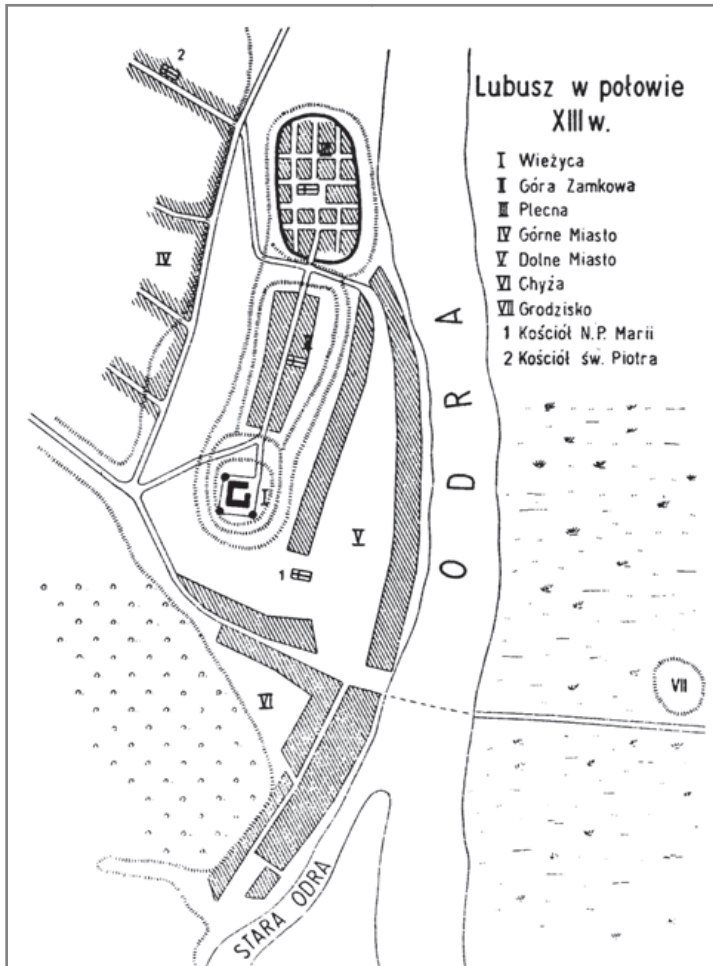 2
Lubusz w połowie
XIII w.
I Wieżyca
II Góra Zamkowa
III Plecna
IV Górne Miasto
V Dolne Miasto
VI Chyża
VII Grodzisko
1 Kościół N.P. Marii
2 Kościół św. Piotra
III
IV
II
ODRA
I
V
1
VI
VII
STARA ODRA